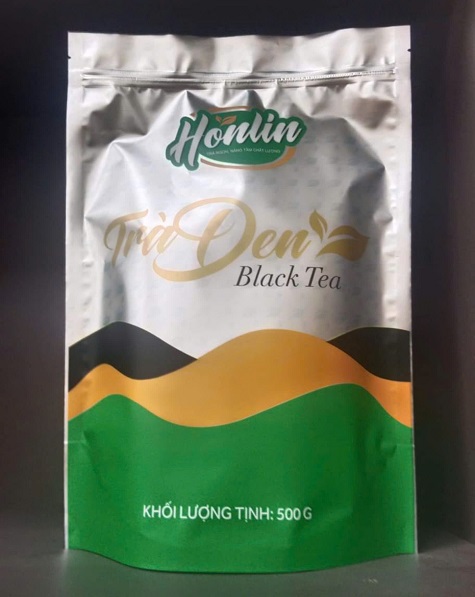 Honlin
Trà Đen
Black Tea
KHỐI LƯỢNG TỊNH: 500 G